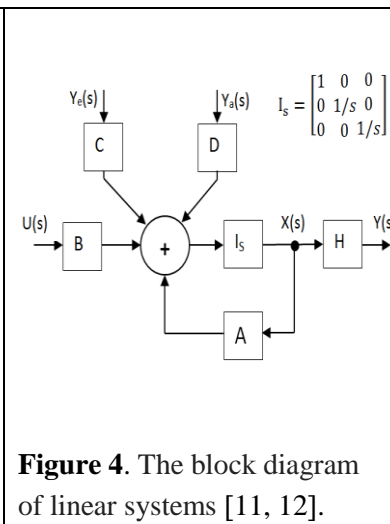 Yₑ(s)
Yₐ(s)
Iₛ = [1 0 0
0 1/s 0
0 0 1/s]
C
D
U(s)
B
+
Iₛ
X(s)
H
Y(s
A
Figure 4. The block diagram
of linear systems [11, 12].